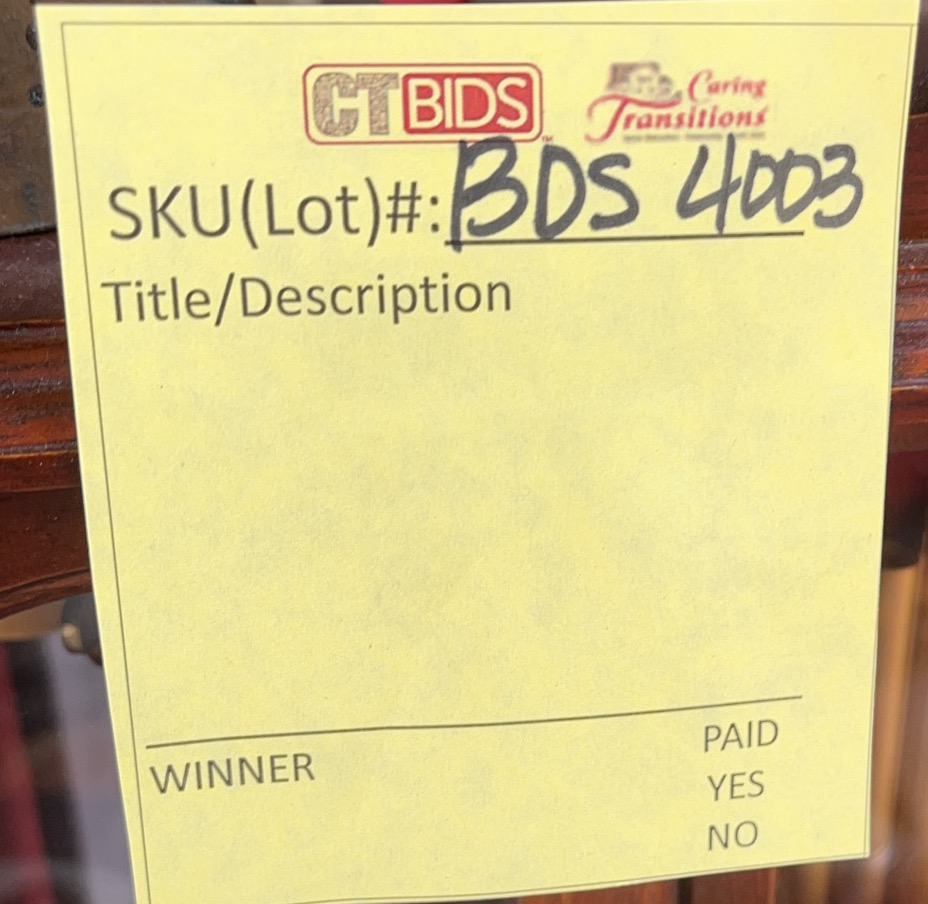 CTBIDS Caring
Transitions
SKU(Lot)#: BDS 4003
Title/Description
WINNER PAID
YES
NO